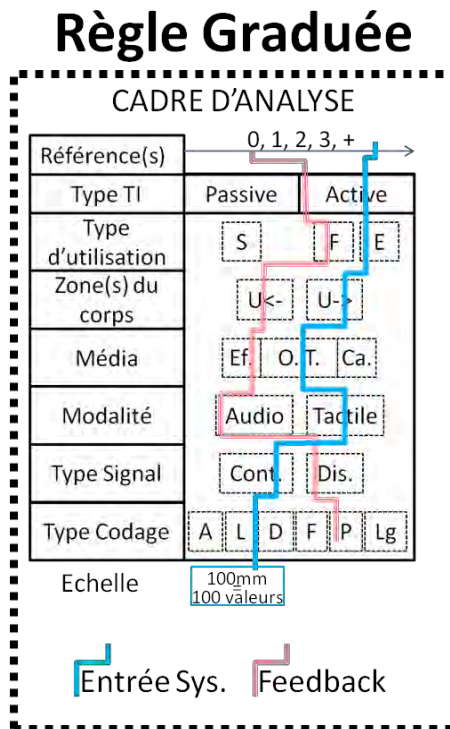 Règle Graduée
CADRE D'ANALYSE
Référence(s) 0, 1, 2, 3, +
Type TI Passive Active
Type d'utilisation S F E
Zone(s) du corps U<- U->
Média Ef. O. T. Ca.
Modalité Audio Tactile
Type Signal Cont. Dis.
Type Codage A L D F P Lg
Echelle 100mm
=
100 valeurs
Entrée Sys. Feedback